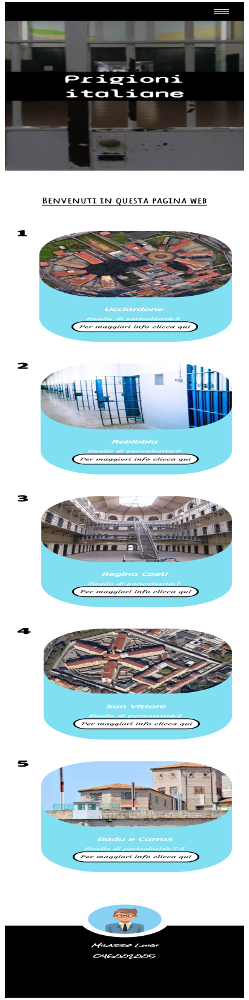 Prigioni
italiane
Benvenuti in questa pagina web
1
Ucciardone
Livello di pericolosità:8
Per maggiori info clicca qui
2
Rebibbia
Livello di pericolosità:9
Per maggiori info clicca qui
3
Regina Coeli
Livello di pericolosità:7
Per maggiori info clicca qui
4
San Vittore
Livello di pericolosità:8
Per maggiori info clicca qui
5
Badu e Carros
Livello di pericolosità:7,5
Per maggiori info clicca qui
Milazzo Luigi
046002005